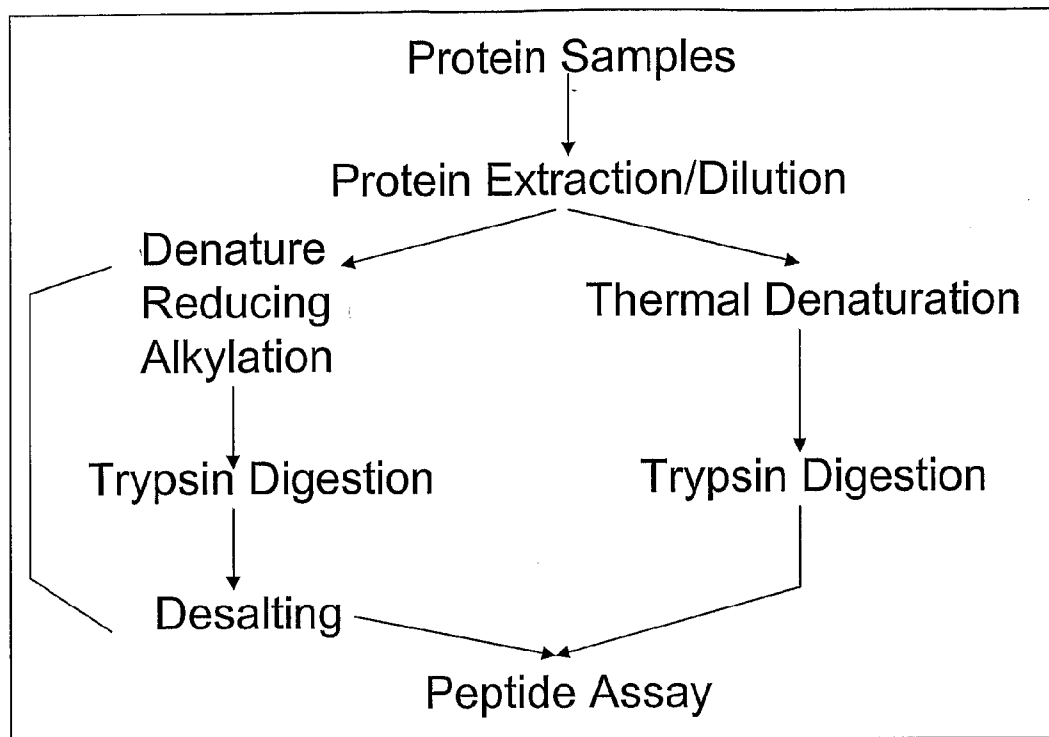 Protein Samples
Protein Extraction/Dilution
Denature
Reducing
Alkylation
Thermal Denaturation
Trypsin Digestion
Trypsin Digestion
Desalting
Peptide Assay